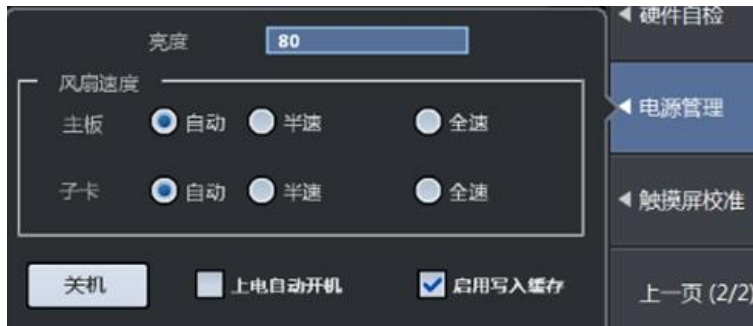 亮度 80
风扇速度
主板 自动 半速 全速
子卡 自动 半速 全速
关机 上电自动开机 启用写入缓存
硬件自检
电源管理
触摸屏校准
上一页 (2/2)